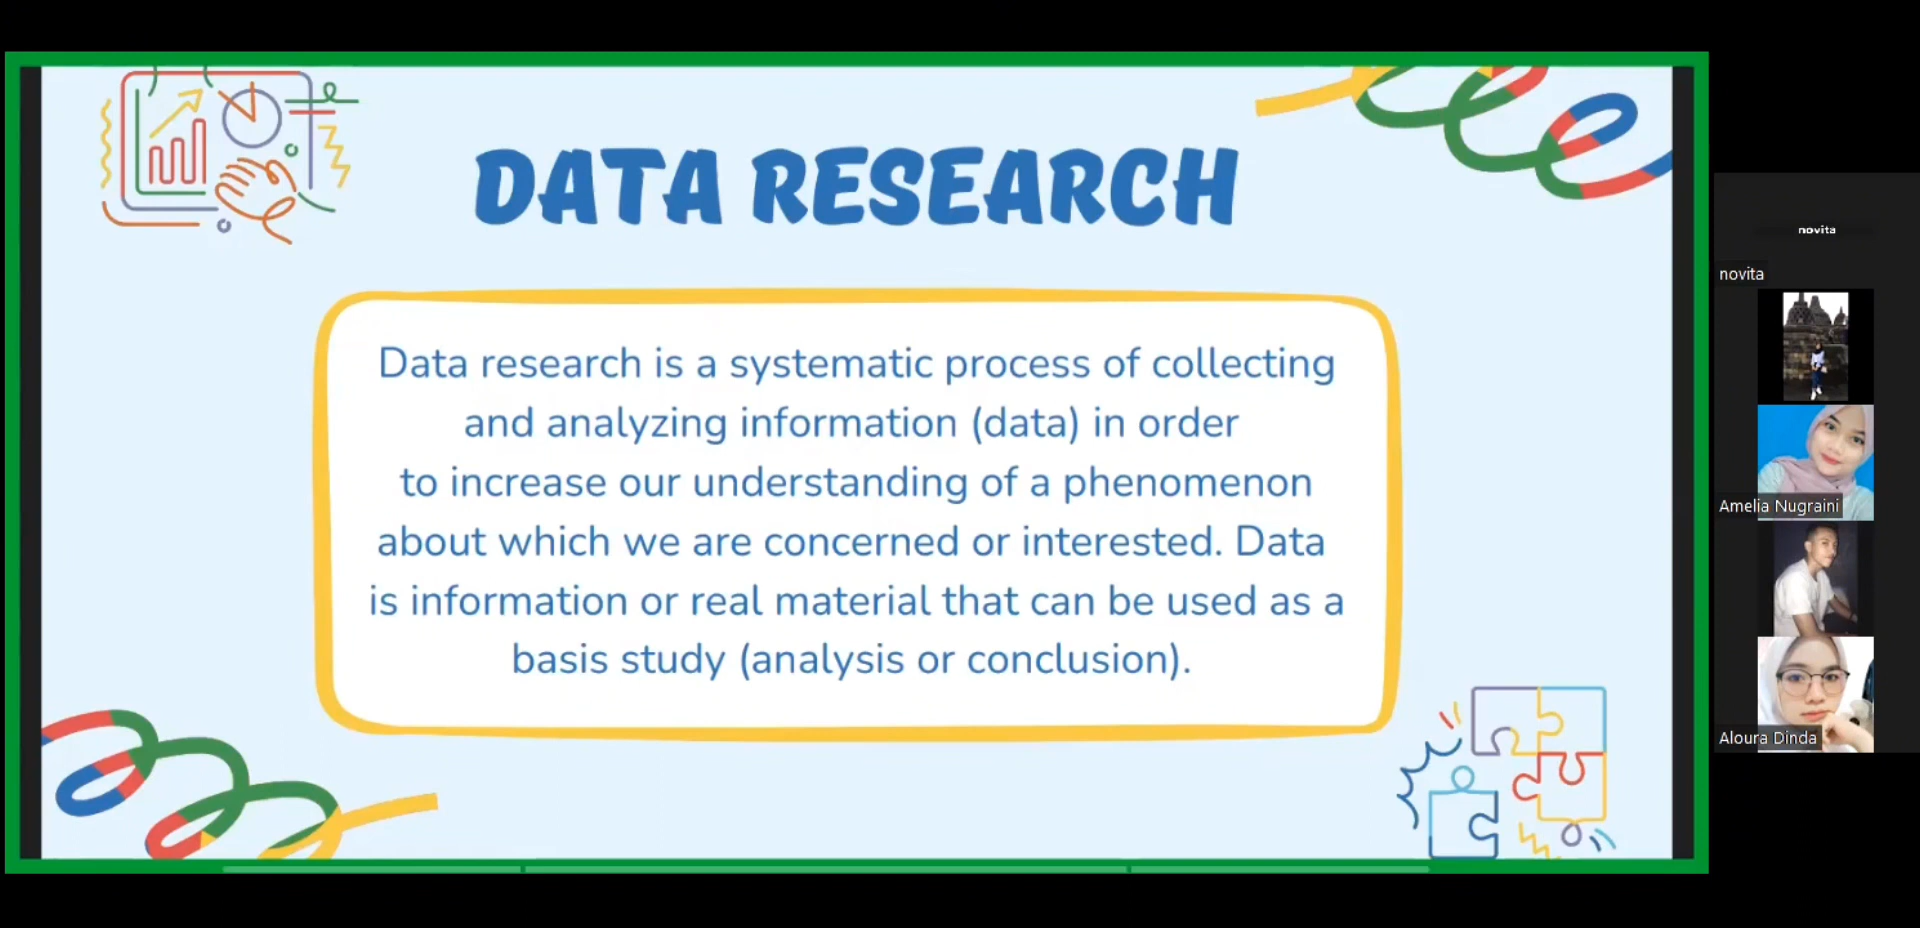 DATA RESEARCH
Data research is a systematic process of collecting
and analyzing information (data) in order
to increase our understanding of a phenomenon
about which we are concerned or interested. Data
is information or real material that can be used as a
basis study (analysis or conclusion).
novita
novita
Amelia Nugraini
Aloura Dinda